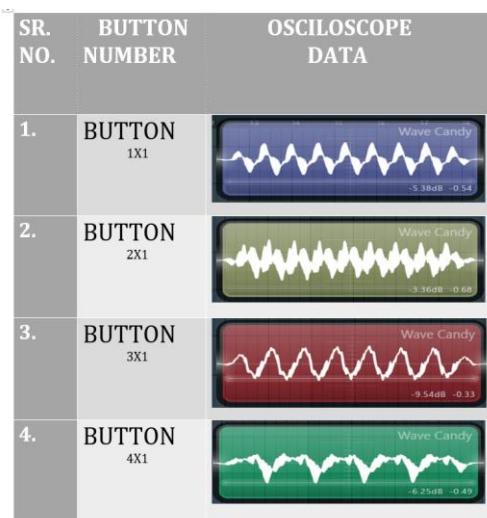 SR. NO.
BUTTON NUMBER
OSCILOSCOPE DATA
1.
BUTTON
1X1
Wave Candy
-5.38dB -0.54
2.
BUTTON
2X1
Wave Candy
-3.36dB -0.68
3.
BUTTON
3X1
Wave Candy
-9.54dB -0.33
4.
BUTTON
4X1
Wave Candy
-6.25dB -0.49